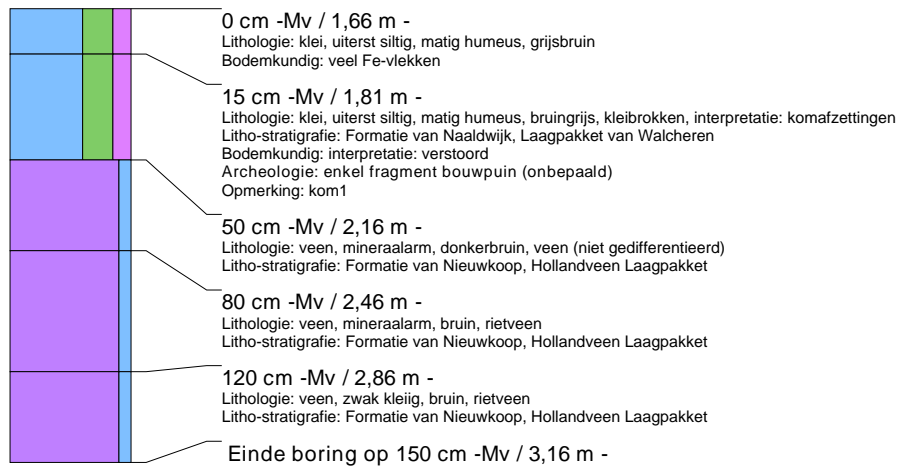 0 cm -Mv / 1,66 m -
Lithologie: klei, uiterst siltig, matig humeus, grijsbruin
Bodemkundig: veel Fe-vlekken
15 cm -Mv / 1,81 m -
Lithologie: klei, uiterst siltig, matig humeus, bruingrijs, kleibrokken, interpretatie: komafzettingen
Litho-stratigrafie: Formatie van Naaldwijk, Laagpakket van Walcheren
Bodemkundig: interpretatie: verstoord
Archeologie: enkel fragment bouwpuin (onbepaald)
Opmerking: kom1
50 cm -Mv / 2,16 m -
Lithologie: veen, mineraalarm, donkerbruin, veen (niet gedifferentieerd)
Litho-stratigrafie: Formatie van Nieuwkoop, Hollandveen Laagpakket
80 cm -Mv / 2,46 m -
Lithologie: veen, mineraalarm, bruin, rietveen
Litho-stratigrafie: Formatie van Nieuwkoop, Hollandveen Laagpakket
120 cm -Mv / 2,86 m -
Lithologie: veen, zwak kleiig, bruin, rietveen
Litho-stratigrafie: Formatie van Nieuwkoop, Hollandveen Laagpakket
Einde boring op 150 cm -Mv / 3,16 m -